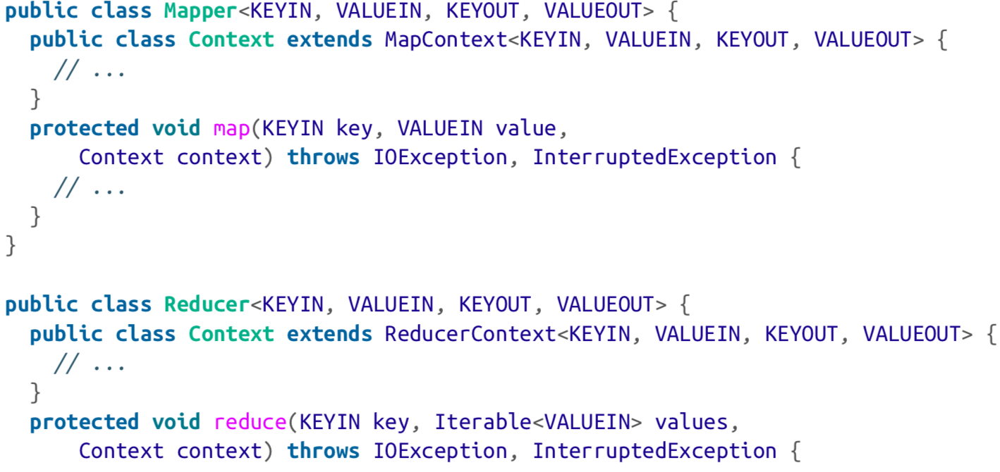 public class Mapper<KEYIN, VALUEIN, KEYOUT, VALUEOUT> {
  public class Context extends MapContext<KEYIN, VALUEIN, KEYOUT, VALUEOUT> {
    // ...
  }
  protected void map(KEYIN key, VALUEIN value,
      Context context) throws IOException, InterruptedException {
    // ...
  }
}

public class Reducer<KEYIN, VALUEIN, KEYOUT, VALUEOUT> {
  public class Context extends ReducerContext<KEYIN, VALUEIN, KEYOUT, VALUEOUT> {
    // ...
  }
  protected void reduce(KEYIN key, Iterable<VALUEIN> values,
      Context context) throws IOException, InterruptedException {